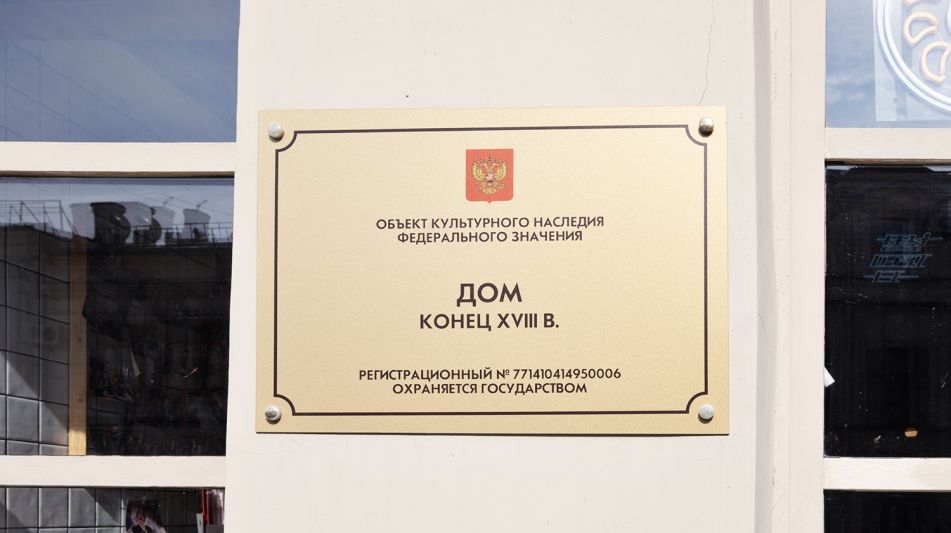 ОБЪЕКТ КУЛЬТУРНОГО НАСЛЕДИЯ
ФЕДЕРАЛЬНОГО ЗНАЧЕНИЯ
ДОМ
КОНЕЦ XVIII В.
РЕГИСТРАЦИОННЫЙ № 771410414950006
ОХРАНЯЕТСЯ ГОСУДАРСТВОМ